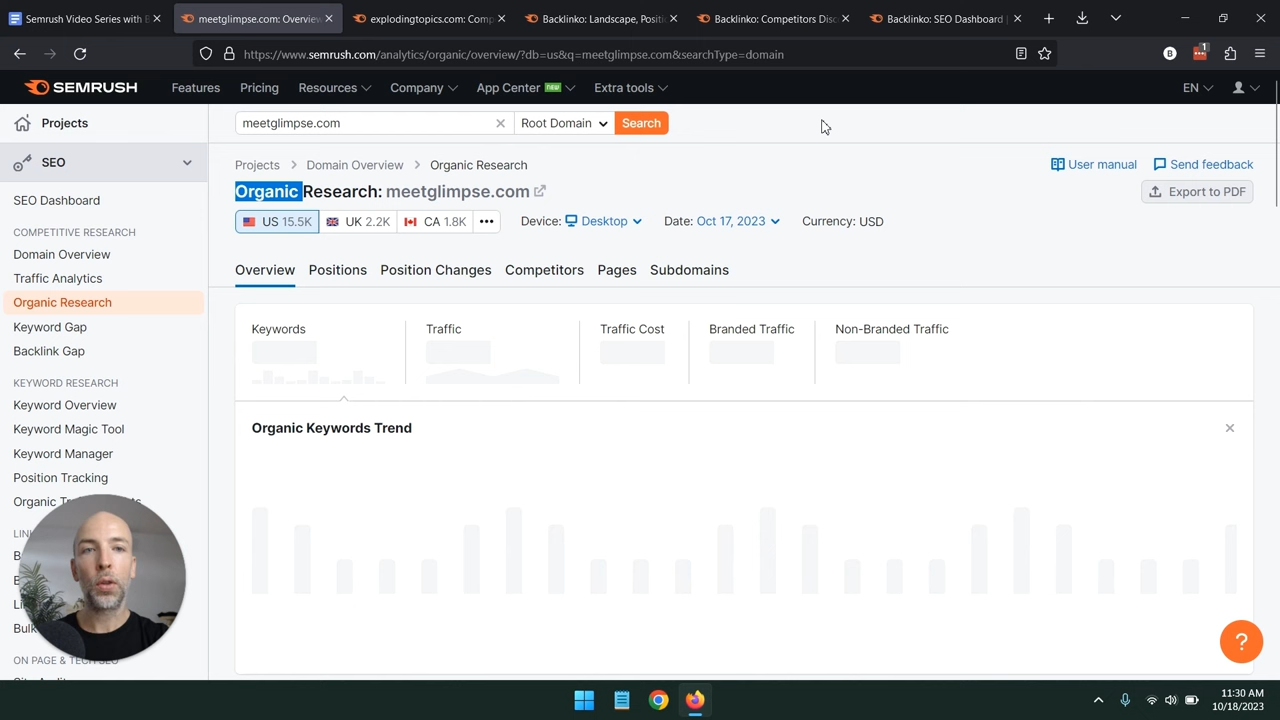 Semrush Video Series with B
meetglimpse.com: Overview
explodingtopics.com: Comp
Backlinko: Landscape, Positi
Backlinko: Competitors Disc
Backlinko: SEO Dashboard |
https://www.semrush.com/analytics/organic/overview/?db=us&q=meetglimpse.com&searchType=domain
B
1
SEMRUSH
Features
Pricing
Resources
Company
App Center NEW
Extra tools
EN
Projects
meetglimpse.com
Root Domain
Search
SEO
Projects > Domain Overview > Organic Research
User manual
Send feedback
Organic Research: meetglimpse.com
Export to PDF
US 15.5K
UK 2.2K
CA 1.8K
•••
Device: Desktop
Date: Oct 17, 2023
Currency: USD
Overview
Positions
Position Changes
Competitors
Pages
Subdomains
SEO Dashboard
COMPETITIVE RESEARCH
Domain Overview
Traffic Analytics
Organic Research
Keyword Gap
Backlink Gap
KEYWORD RESEARCH
Keyword Overview
Keyword Magic Tool
Keyword Manager
Position Tracking
Organic
ON PAGE & TECH SEO
Keywords
Traffic
Traffic Cost
Branded Traffic
Non-Branded Traffic
Organic Keywords Trend
?
11:30 AM
10/18/2023